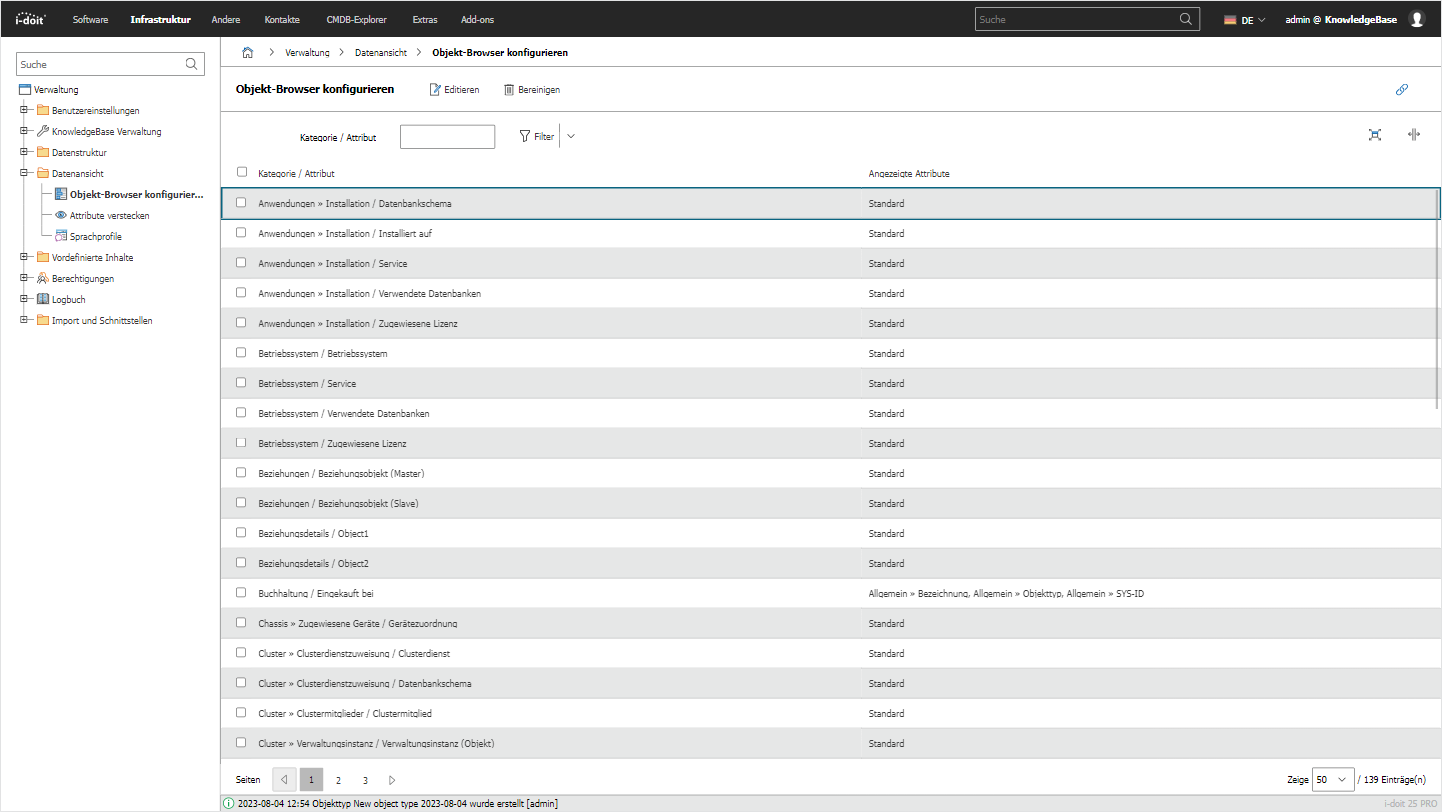 i-doit Software Infrastruktur Andere Kontakte CMDB-Explorer Extras Add-ons Suche DE admin @ KnowledgeBase
Suche
Verwaltung
Benutzereinstellungen
KnowledgeBase Verwaltung
Datenstruktur
Datenansicht
Objekt-Browser konfigurier...
Attribute verstecken
Sprachprofile
Vordefinierte Inhalte
Berechtigungen
Logbuch
Import und Schnittstellen
Verwaltung > Datenansicht > Objekt-Browser konfigurieren
Objekt-Browser konfigurieren Editieren Bereinigen
Kategorie / Attribut Filter
Kategorie / Attribut Angezeigte Attribute
Anwendungen » Installation / Datenbankschema Standard
Anwendungen » Installation / Installiert auf Standard
Anwendungen » Installation / Service Standard
Anwendungen » Installation / Verwendete Datenbanken Standard
Anwendungen » Installation / Zugewiesene Lizenz Standard
Betriebssystem / Betriebssystem Standard
Betriebssystem / Service Standard
Betriebssystem / Verwendete Datenbanken Standard
Betriebssystem / Zugewiesene Lizenz Standard
Beziehungen / Beziehungsobjekt (Master) Standard
Beziehungen / Beziehungsobjekt (Slave) Standard
Beziehungsdetails / Object1 Standard
Beziehungsdetails / Object2 Standard
Buchhaltung / Eingekauft bei Allgemein » Bezeichnung, Allgemein » Objekttyp, Allgemein » SYS-ID
Chassis » Zugewiesene Geräte / Gerätezuordnung Standard
Cluster » Clusterdienstzuweisung / Clusterdienst Standard
Cluster » Clusterdienstzuweisung / Datenbankschema Standard
Cluster » Clustermitglieder / Clustermitglied Standard
Cluster » Verwaltungsinstanz / Verwaltungsinstanz (Objekt) Standard
Seiten 1 2 3 Zeige 50 / 139 Einträge(n)
2023-08-04 12:54 Objekttyp New object type 2023-08-04 wurde erstellt [admin] i-doit 25 PRO